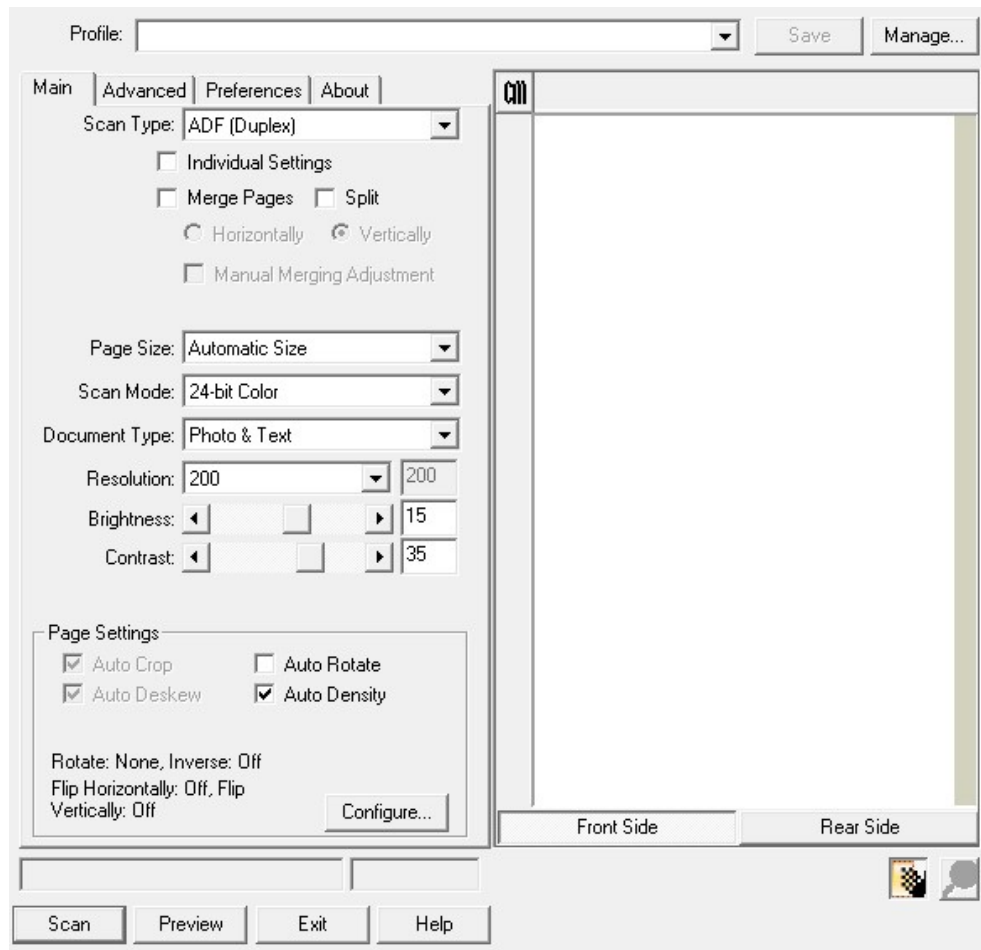 Profile: Save Manage...
Main Advanced Preferences About
Scan Type: ADF (Duplex)
Individual Settings
Merge Pages Split
Horizontally Vertically
Manual Merging Adjustment
Page Size: Automatic Size
Scan Mode: 24-bit Color
Document Type: Photo & Text
Resolution: 200 200
Brightness: 15
Contrast: 35
Page Settings
Auto Crop Auto Rotate
Auto Deskew Auto Density
Rotate: None, Inverse: Off
Flip Horizontally: Off, Flip
Vertically: Off
Configure...
Front Side Rear Side
Scan Preview Exit Help